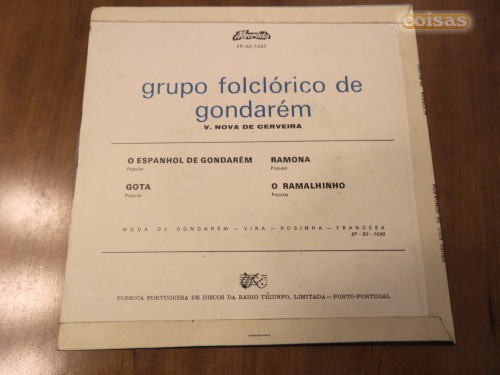 coisas
Alvorada
EP-60-1047
grupo folclórico de
gondarém
V. NOVA DE CERVEIRA
O ESPANHOL DE GONDARÉM
Popular
RAMONA
Popular
GOTA
Popular
O RAMALHINHO
Popular
MODA DE GONDARÉM — VIRA — ROSINHA — FRANCESA
EP - 60 - 1048
FABRICA PORTUGUESA DE DISCOS DA RADIO TRIUNFO, LIMITADA — PORTO-PORTUGAL